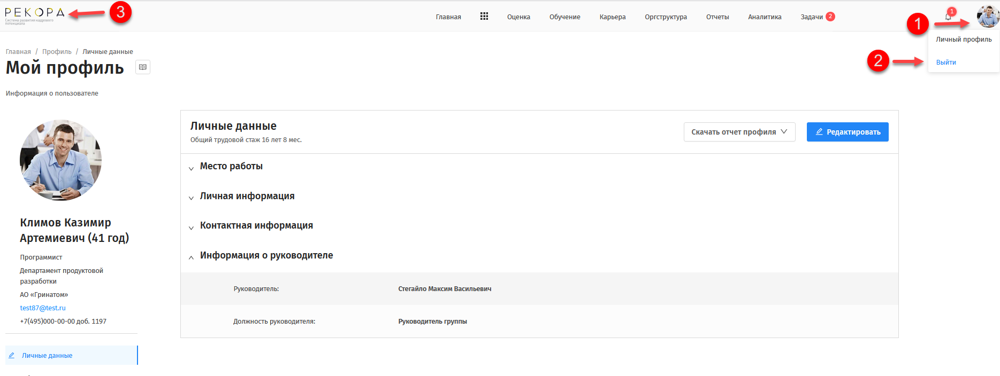 РЕКОРА
Система развития кадрового
потенциала
3
Главная
Оценка
Обучение
Карьера
Оргструктура
Отчеты
Аналитика
Задачи 2
1
1
Личный профиль
2
Выйти
Главная / Профиль / Личные данные
Мой профиль
Информация о пользователе
Климов Казимир
Артемиевич (41 год)
Программист
Департамент продуктовой
разработки
АО «Гринатом»
test87@test.ru
+7(495)000-00-00 доб. 1197
Личные данные
Личные данные
Общий трудовой стаж 16 лет 8 мес.
Скачать отчет профиля
Редактировать
Место работы
Личная информация
Контактная информация
Информация о руководителе
Руководитель: Стегайло Максим Васильевич
Должность руководителя: Руководитель группы